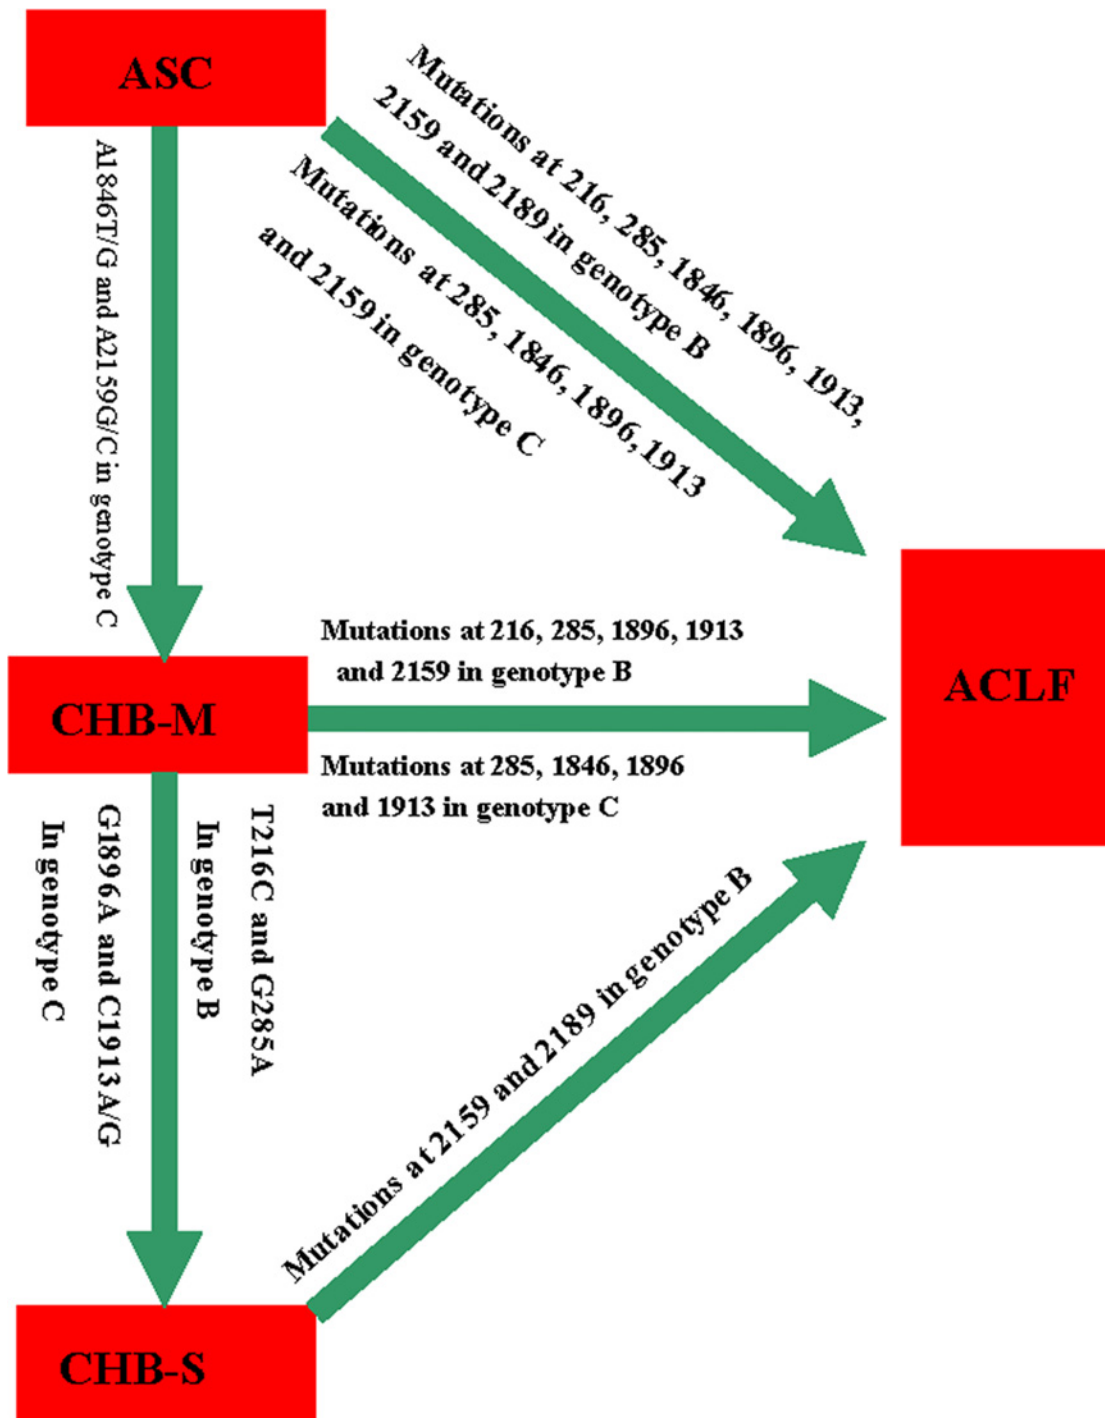 ASC
Mutations at 216, 285, 1846, 1896, 1913,
2159 and 2189 in genotype B
Mutations at 285, 1846, 1896, 1913
and 2159 in genotype C
A1846T/G and A2159G/C in genotype C
Mutations at 216, 285, 1896, 1913
and 2159 in genotype B
CHB-M
ACLF
Mutations at 285, 1846, 1896
and 1913 in genotype C
T216C and G285A
In genotype B
G1896A and C1913A/G
In genotype C
Mutations at 2159 and 2189 in genotype B
CHB-S